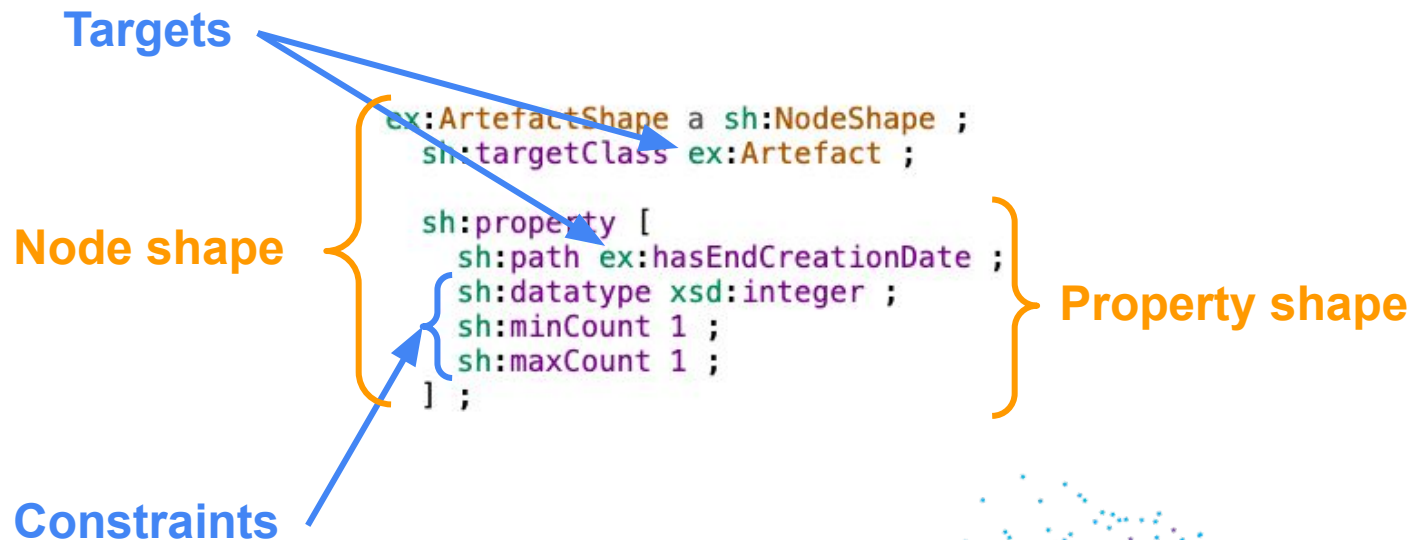 Targets
ex:ArtefactShape a sh:NodeShape ;
sh:targetClass ex:Artefact ;
sh:property [
Node shape
sh:path ex:hasEndCreationDate ;
sh:datatype xsd:integer ;
Property shape
sh:minCount 1 ;
sh:maxCount 1 ;
] ;
Constraints